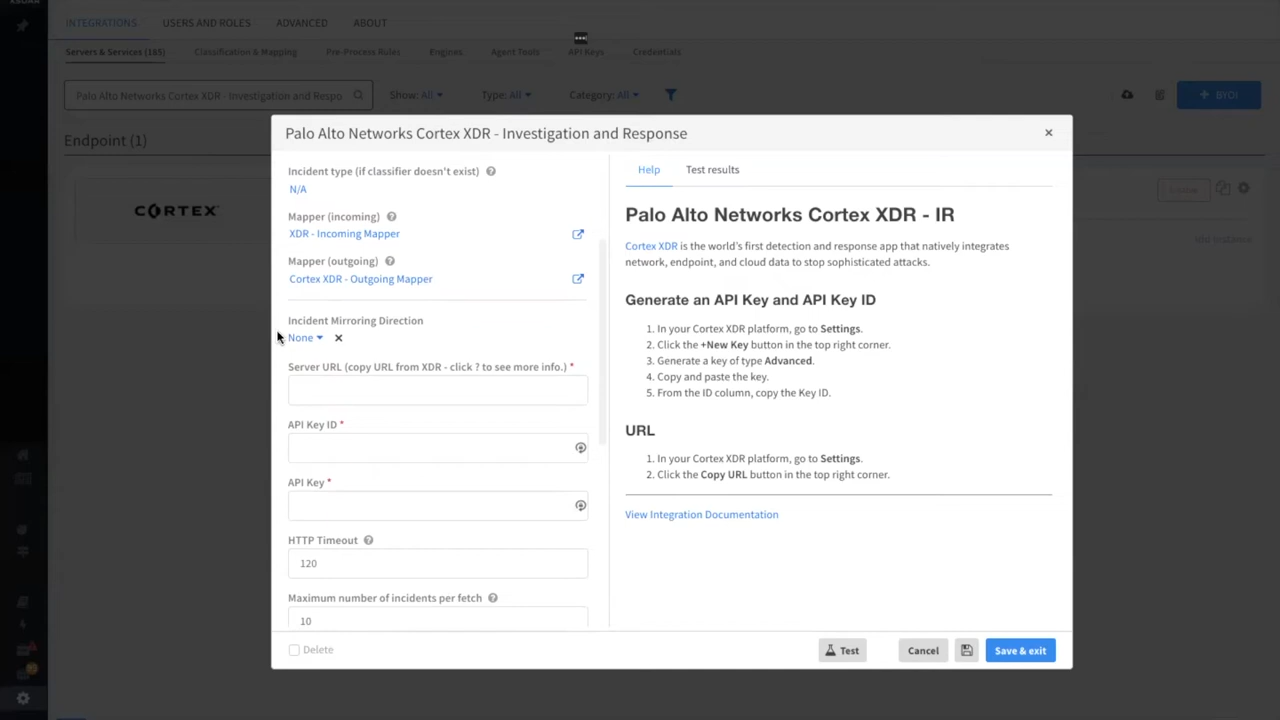 INTEGRATIONS USERS AND ROLES ADVANCED ABOUT
Servers & Services (185) Classification & Mapping Pre-Process Rules Engines Agent Tools API Keys Credentials
Palo Alto Networks Cortex XDR - Investigation and Respo Show: All Type: All Category: All + BYOI
Endpoint (1)
CORTEX
Palo Alto Networks Cortex XDR - Investigation and Response
Incident type (if classifier doesn't exist)
N/A
Mapper (incoming)
XDR - Incoming Mapper
Mapper (outgoing)
Cortex XDR - Outgoing Mapper
Incident Mirroring Direction
None
Server URL (copy URL from XDR - click ? to see more info.) *
API Key ID *
API Key *
HTTP Timeout
120
Maximum number of incidents per fetch
10
Help Test results
Palo Alto Networks Cortex XDR - IR
Cortex XDR is the world's first detection and response app that natively integrates
network, endpoint, and cloud data to stop sophisticated attacks.
Generate an API Key and API Key ID
1. In your Cortex XDR platform, go to Settings.
2. Click the +New Key button in the top right corner.
3. Generate a key of type Advanced.
4. Copy and paste the key.
5. From the ID column, copy the Key ID.
URL
1. In your Cortex XDR platform, go to Settings.
2. Click the Copy URL button in the top right corner.
View Integration Documentation
Delete Test Cancel Save & exit